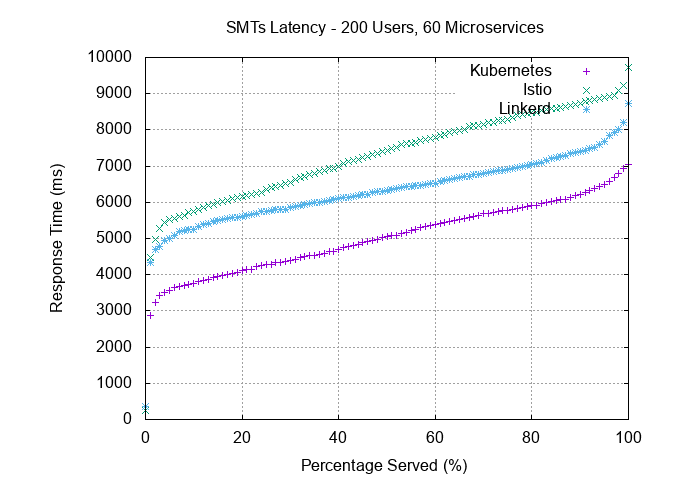 SMTs Latency - 200 Users, 60 Microservices
10000
9000
8000
7000
6000
5000
4000
3000
2000
1000
0
Response Time (ms)
Kubernetes
Istio
Linkerd
0 20 40 60 80 100
Percentage Served (%)